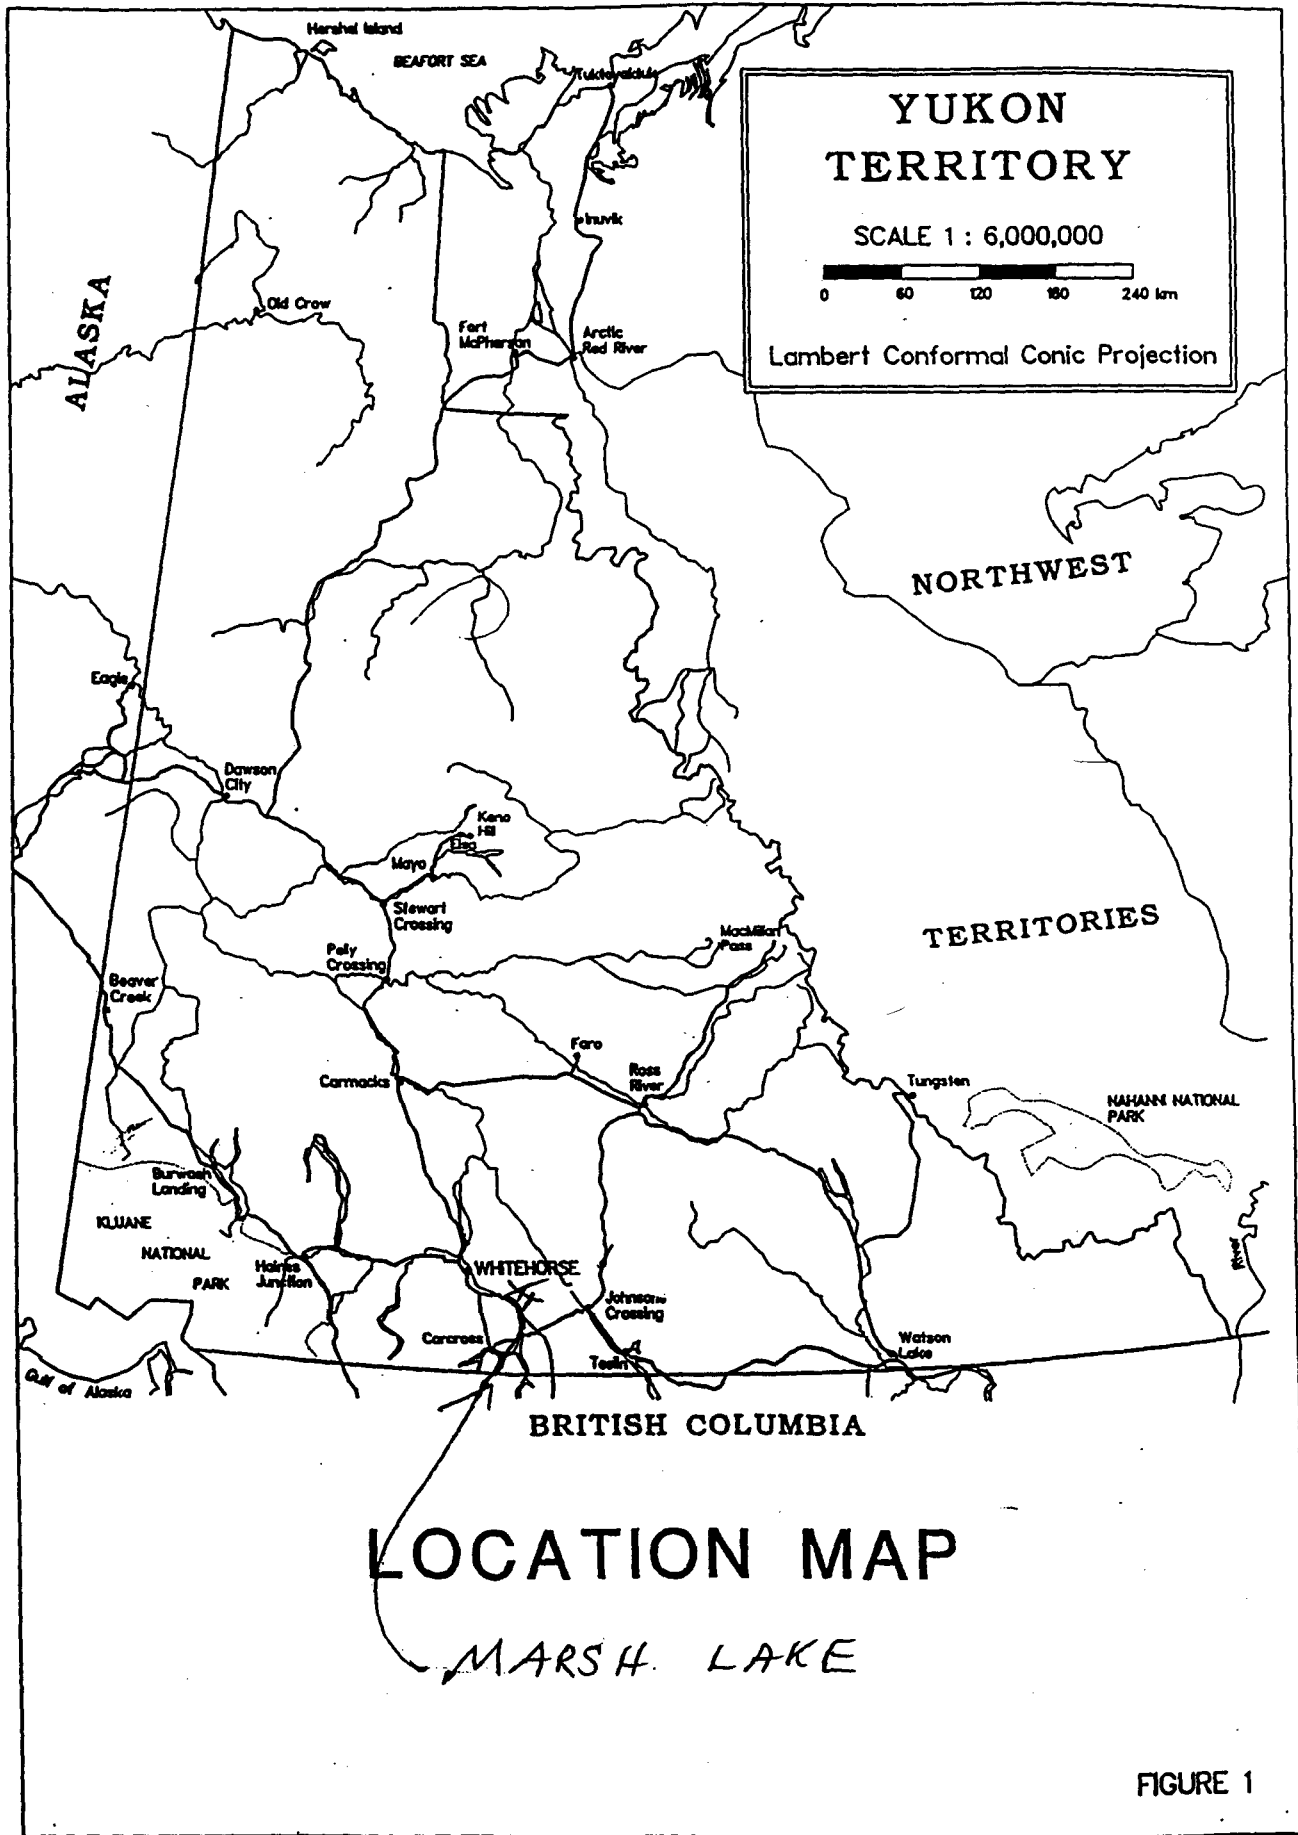 Hershel Island
BEAFORT SEA
Tuktoyaktuk
YUKON
TERRITORY
SCALE 1 : 6,000,000
0 60 120 180 240 km
Lambert Conformal Conic Projection
Inuvik
ALASKA
Old Crow
Fort
McPherson
Arctic
Red River
NORTHWEST
Eagle
Dawson
City
Keno
Hill
Elsa
Mayo
Stewart
Crossing
TERRITORIES
MacMillan
Pass
Pelly
Crossing
Beaver
Creek
Faro
Ross
River
Carmacks
Tungsten
NAHANNI NATIONAL
PARK
Burwash
Landing
KLUANE
NATIONAL
PARK
Haines
Junction
WHITEHORSE
River
Johnsons
Crossing
Carcross
Teslin
Watson
Lake
Gulf of Alaska
BRITISH COLUMBIA
LOCATION MAP
MARSH. LAKE
FIGURE 1